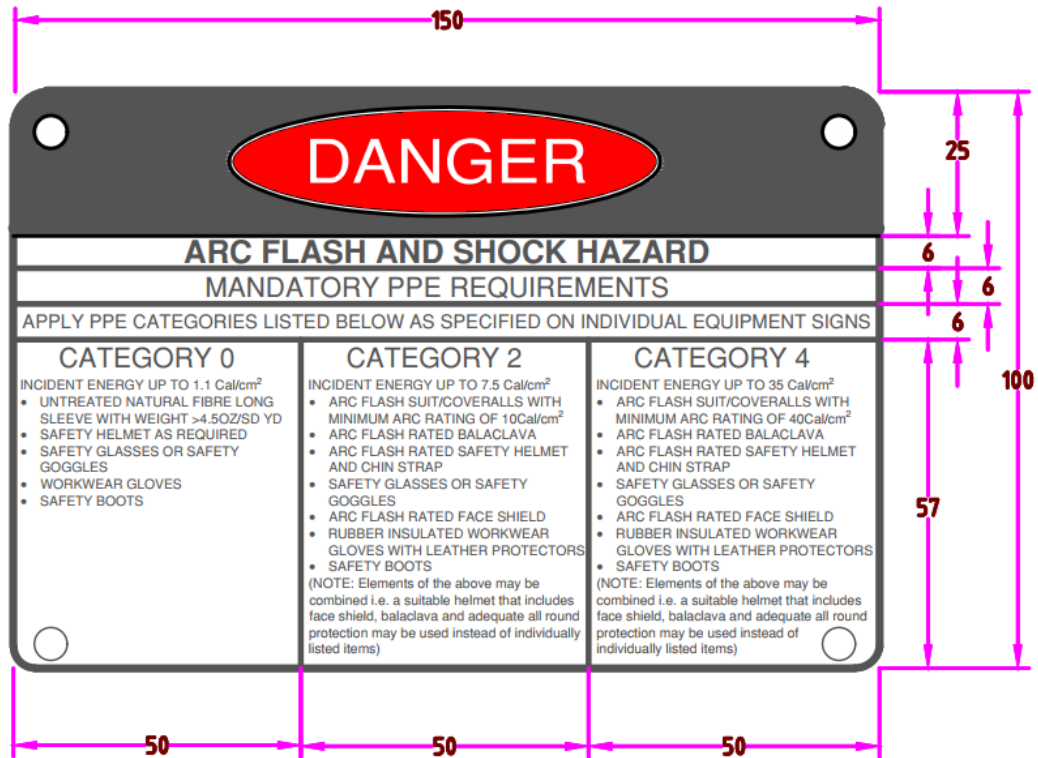 150
DANGER
25
ARC FLASH AND SHOCK HAZARD
6
MANDATORY PPE REQUIREMENTS
6
APPLY PPE CATEGORIES LISTED BELOW AS SPECIFIED ON INDIVIDUAL EQUIPMENT SIGNS
6
100
57
CATEGORY 0
INCIDENT ENERGY UP TO 1.1 Cal/cm²
• UNTREATED NATURAL FIBRE LONG
SLEEVE WITH WEIGHT >4.5OZ/SD YD
• SAFETY HELMET AS REQUIRED
• SAFETY GLASSES OR SAFETY
GOGGLES
• WORKWEAR GLOVES
• SAFETY BOOTS
CATEGORY 2
INCIDENT ENERGY UP TO 7.5 Cal/cm²
• ARC FLASH SUIT/COVERALLS WITH
MINIMUM ARC RATING OF 10Cal/cm²
• ARC FLASH RATED BALACLAVA
• ARC FLASH RATED SAFETY HELMET
AND CHIN STRAP
• SAFETY GLASSES OR SAFETY
GOGGLES
• ARC FLASH RATED FACE SHIELD
• RUBBER INSULATED WORKWEAR
GLOVES WITH LEATHER PROTECTORS
• SAFETY BOOTS
(NOTE: Elements of the above may be
combined i.e. a suitable helmet that includes
face shield, balaclava and adequate all round
protection may be used instead of individually
listed items)
CATEGORY 4
INCIDENT ENERGY UP TO 35 Cal/cm²
• ARC FLASH SUIT/COVERALLS WITH
MINIMUM ARC RATING OF 40Cal/cm²
• ARC FLASH RATED BALACLAVA
• ARC FLASH RATED SAFETY HELMET
AND CHIN STRAP
• SAFETY GLASSES OR SAFETY
GOGGLES
• ARC FLASH RATED FACE SHIELD
• RUBBER INSULATED WORKWEAR
GLOVES WITH LEATHER PROTECTORS
• SAFETY BOOTS
(NOTE: Elements of the above may be
combined i.e. a suitable helmet that includes
face shield, balaclava and adequate all round
protection may be used instead of
individually listed items)
50
50
50